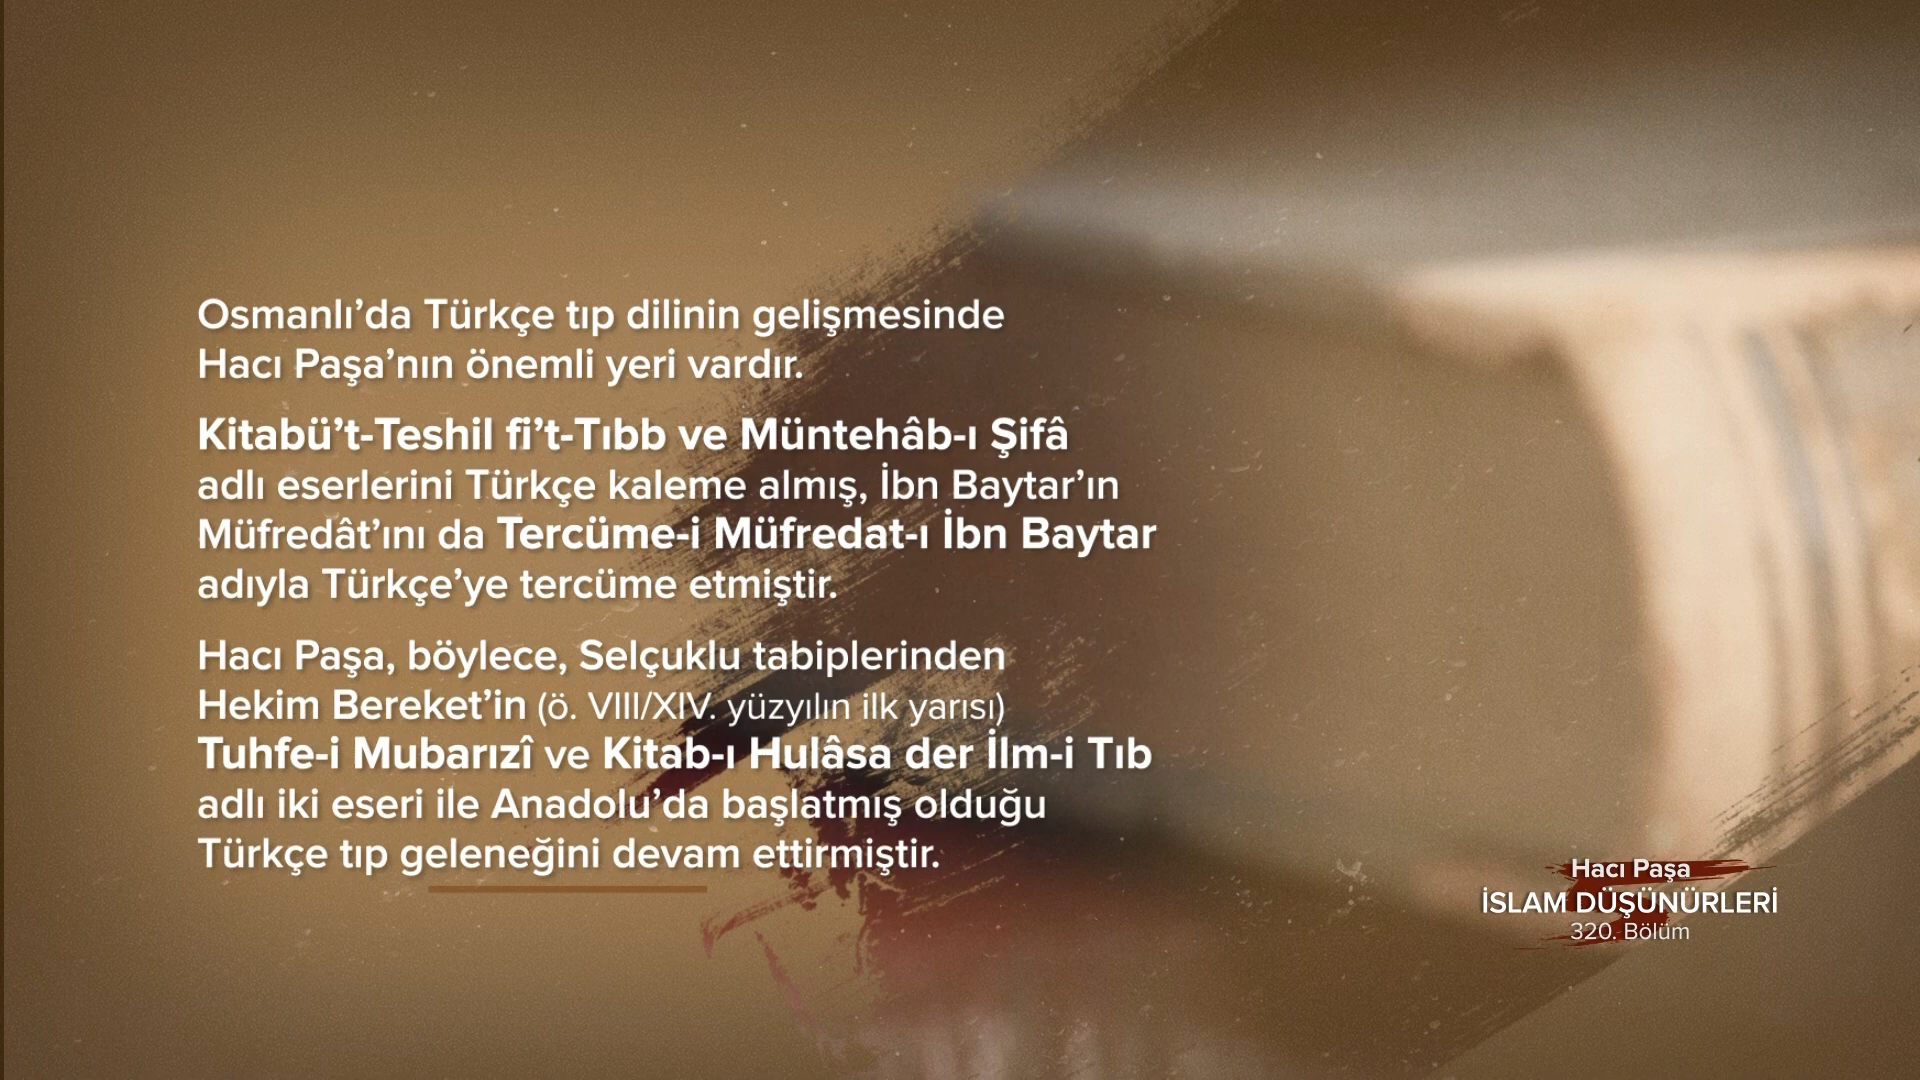 Osmanlı’da Türkçe tıp dilinin gelişmesinde
Hacı Paşa’nın önemli yeri vardır.
Kitabü’t-Teshil fi’t-Tıbb ve Müntehâb-ı Şifâ
adlı eserlerini Türkçe kaleme almış, İbn Baytar’ın
Müfredât’ını da Tercüme-i Müfredat-ı İbn Baytar
adıyla Türkçe’ye tercüme etmiştir.
Hacı Paşa, böylece, Selçuklu tabiplerinden
Hekim Bereket’in (ö. VIII/XIV. yüzyılın ilk yarısı)
Tuhfe-i Mubarızî ve Kitab-ı Hulâsa der İlm-i Tıb
adlı iki eseri ile Anadolu’da başlatmış olduğu
Türkçe tıp geleneğini devam ettirmiştir.
Hacı Paşa
İSLAM DÜŞÜNÜRLERİ
320. Bölüm